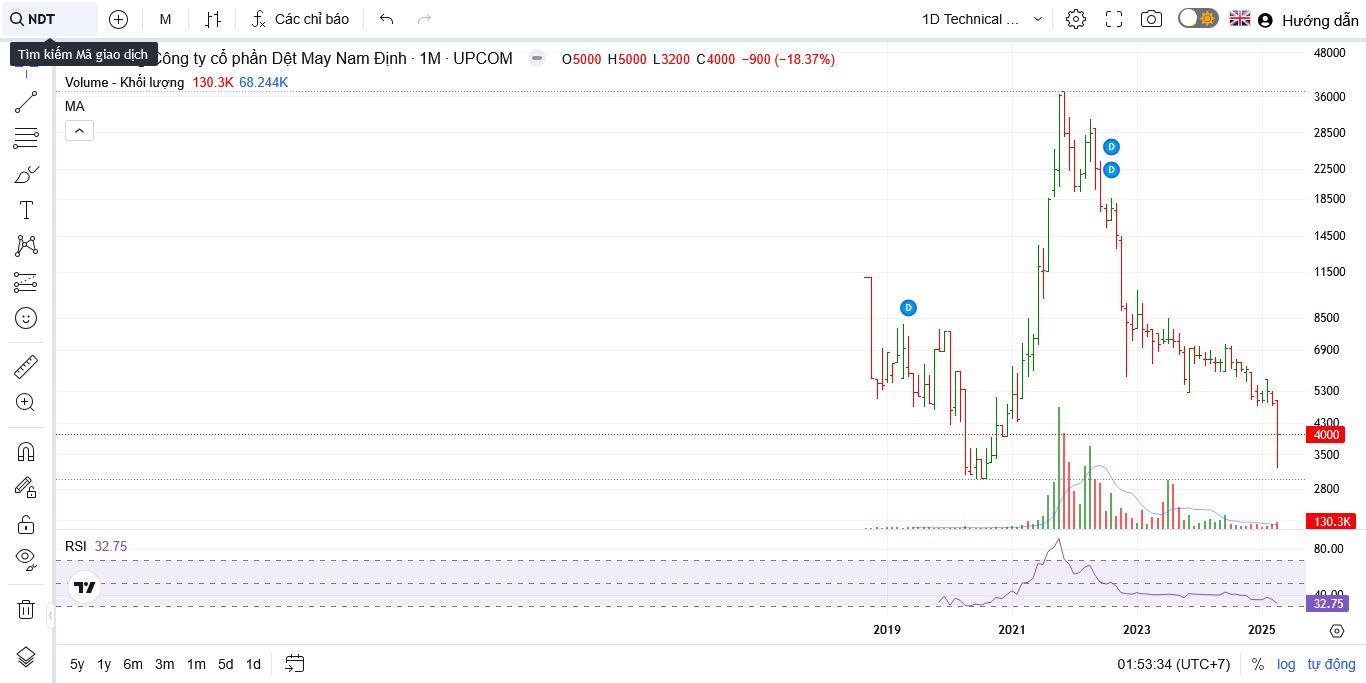 NDT
M
Các chỉ báo
1D Technical ...
Hướng dẫn
Tìm kiếm Mã giao dịch
Công ty cổ phần Dệt May Nam Định · 1M · UPCOM
O5000 H5000 L3200 C4000 −900 (−18.37%)
Volume - Khối lượng 130.3K 68.244K
MA
48000
36000
28500
22500
18500
14500
11500
8500
6900
5300
4300
4000
3500
2800
130.3K
D
D
D
RSI 32.75
80.00
40.00
32.75
2019 2021 2023 2025
5y 1y 6m 3m 1m 5d 1d
01:53:34 (UTC+7)
% log tự động